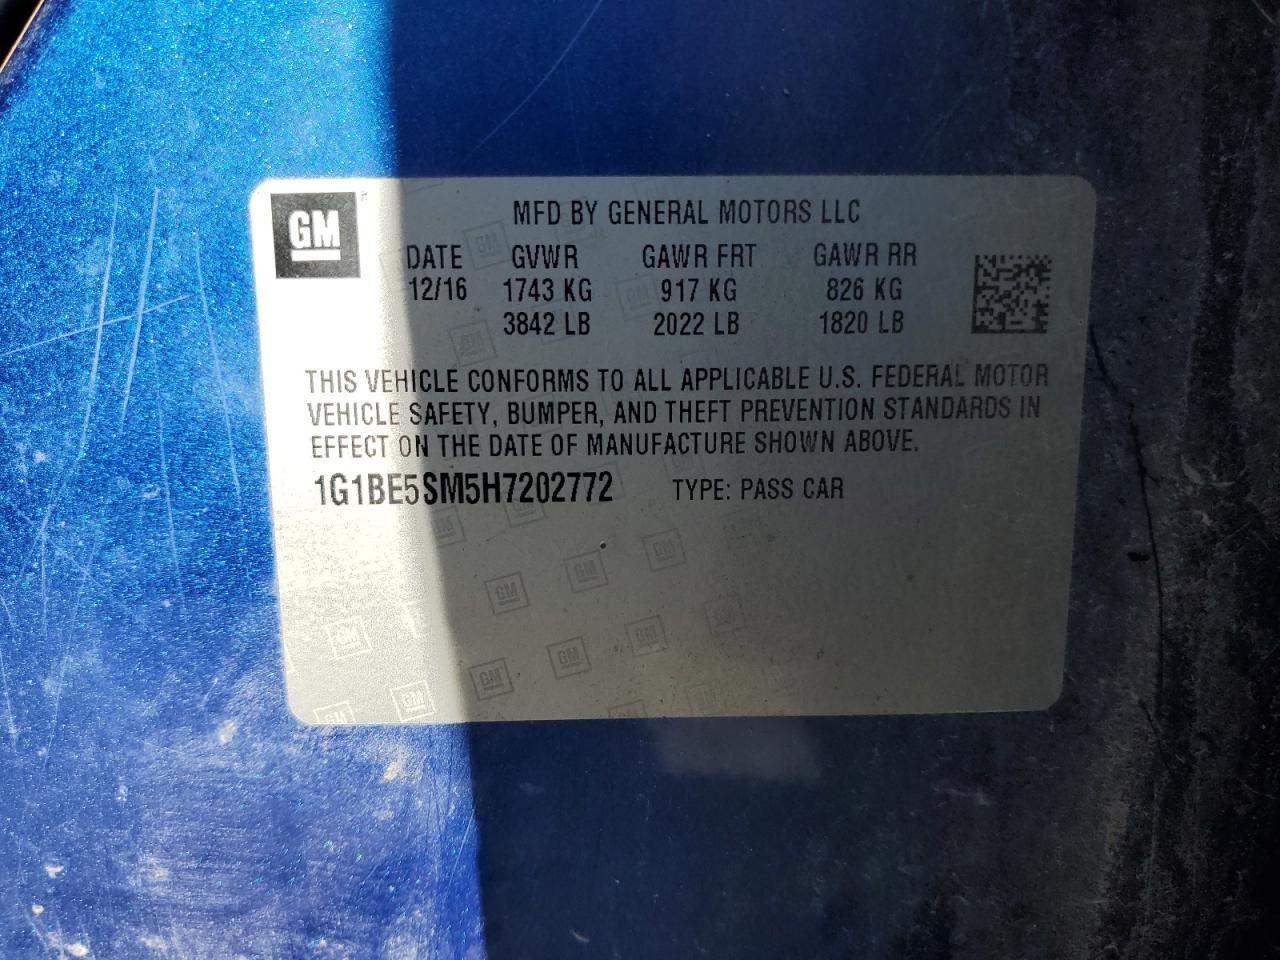 GM
MFD BY GENERAL MOTORS LLC
DATE GVWR GAWR FRT GAWR RR
12/16 1743 KG 917 KG 826 KG
3842 LB 2022 LB 1820 LB
THIS VEHICLE CONFORMS TO ALL APPLICABLE U.S. FEDERAL MOTOR
VEHICLE SAFETY, BUMPER, AND THEFT PREVENTION STANDARDS IN
EFFECT ON THE DATE OF MANUFACTURE SHOWN ABOVE.
1G1BE5SM5H7202772 TYPE: PASS CAR